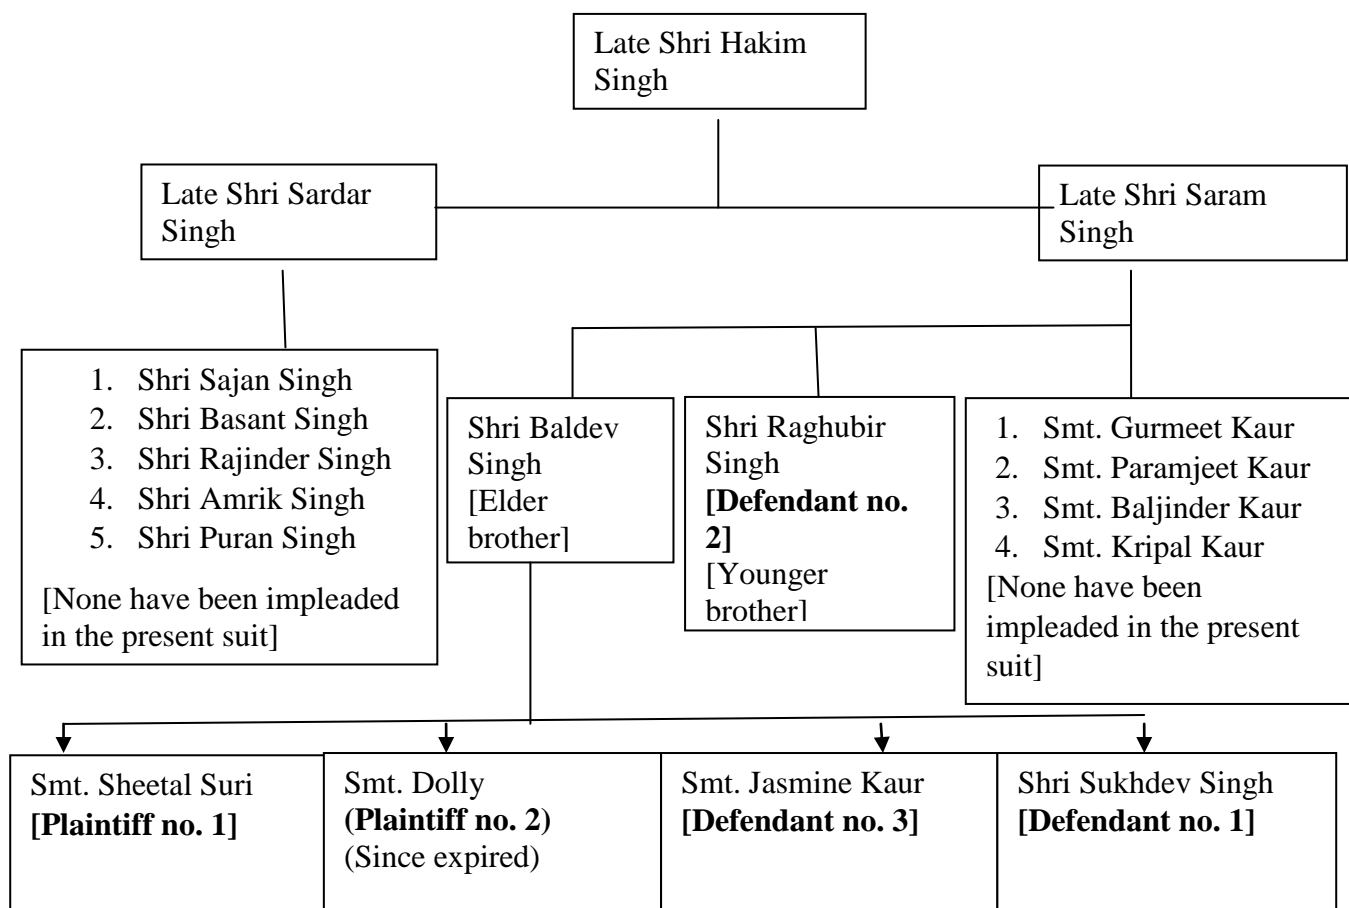 Late Shri Hakim
Singh
Late Shri Sardar
Singh
Late Shri Saram
Singh
1. Shri Sajan Singh
2. Shri Basant Singh
3. Shri Rajinder Singh
4. Shri Amrik Singh
5. Shri Puran Singh
[None have been impleaded
in the present suit]
Shri Baldev
Singh
[Elder
brother]
Shri Raghubir
Singh
[Defendant no.
2]
[Younger
brother]
1. Smt. Gurmeet Kaur
2. Smt. Paramjeet Kaur
3. Smt. Baljinder Kaur
4. Smt. Kripal Kaur
[None have been
impleaded in the present
suit]
Smt. Sheetal Suri
[Plaintiff no. 1]
Smt. Dolly
(Plaintiff no. 2)
(Since expired)
Smt. Jasmine Kaur
[Defendant no. 3]
Shri Sukhdev Singh
[Defendant no. 1]